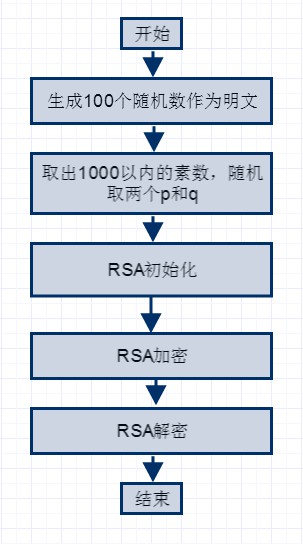 开始
生成100个随机数作为明文
取出1000以内的素数，随机
取两个p和q
RSA初始化
RSA加密
RSA解密
结束